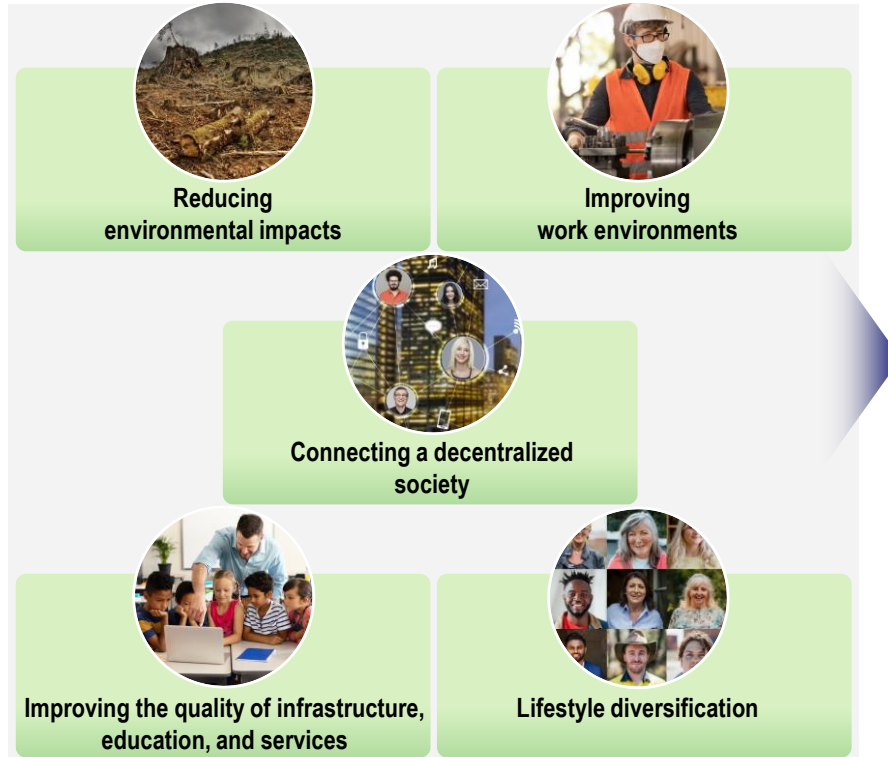 Reducing
environmental impacts
Improving
work environments
Connecting a decentralized
society
Improving the quality of infrastructure,
education, and services
Lifestyle diversification